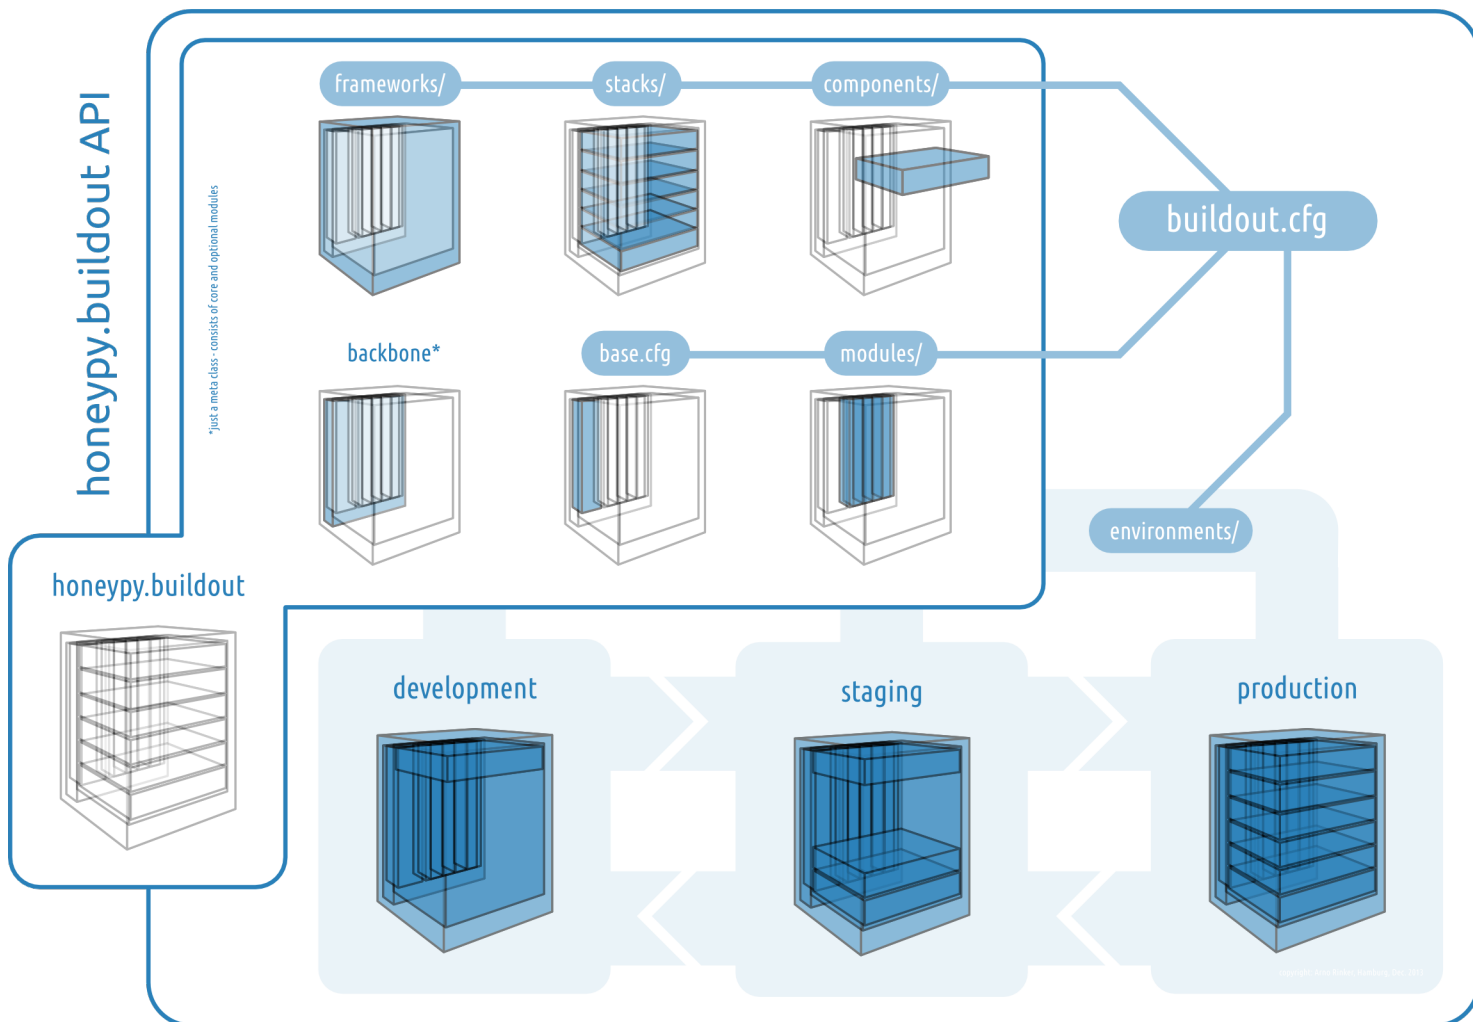 honeypy.buildout API
*just a meta class - consists of core and optional modules
frameworks/
stacks/
components/
buildout.cfg
backbone*
base.cfg
modules/
environments/
honeypy.buildout
development
staging
production